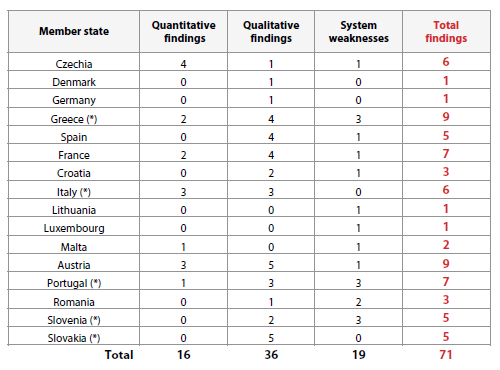 Member state Quantitative findings Qualitative findings System weaknesses Total findings
Czechia 4 1 1 6
Denmark 0 1 0 1
Germany 0 1 0 1
Greece (*) 2 4 3 9
Spain 0 4 1 5
France 2 4 1 7
Croatia 0 2 1 3
Italy (*) 3 3 0 6
Lithuania 0 0 1 1
Luxembourg 0 0 1 1
Malta 1 0 1 2
Austria 3 5 1 9
Portugal (*) 1 3 3 7
Romania 0 1 2 3
Slovenia (*) 0 2 3 5
Slovakia (*) 0 5 0 5
Total 16 36 19 71